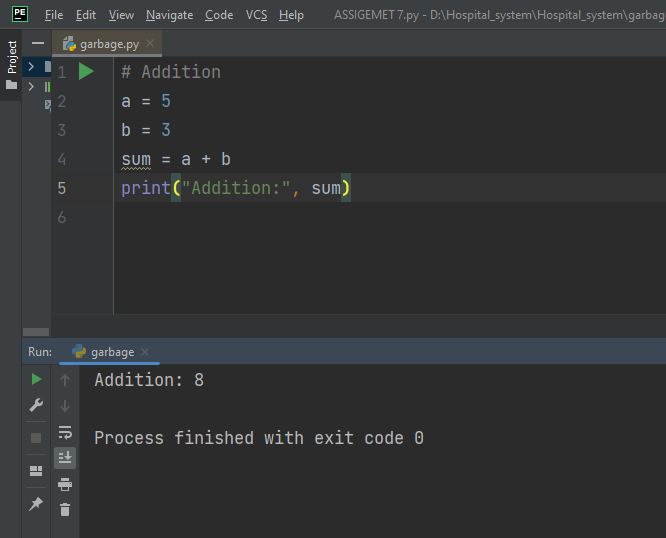 PE File Edit View Navigate Code VCS Help ASSIGEMET 7.py - D:\Hospital_system\Hospital_system\garbag
Project
garbage.py
1 # Addition
2 a = 5
3 b = 3
4 sum = a + b
5 print("Addition:", sum)
6
Run: garbage
Addition: 8
Process finished with exit code 0